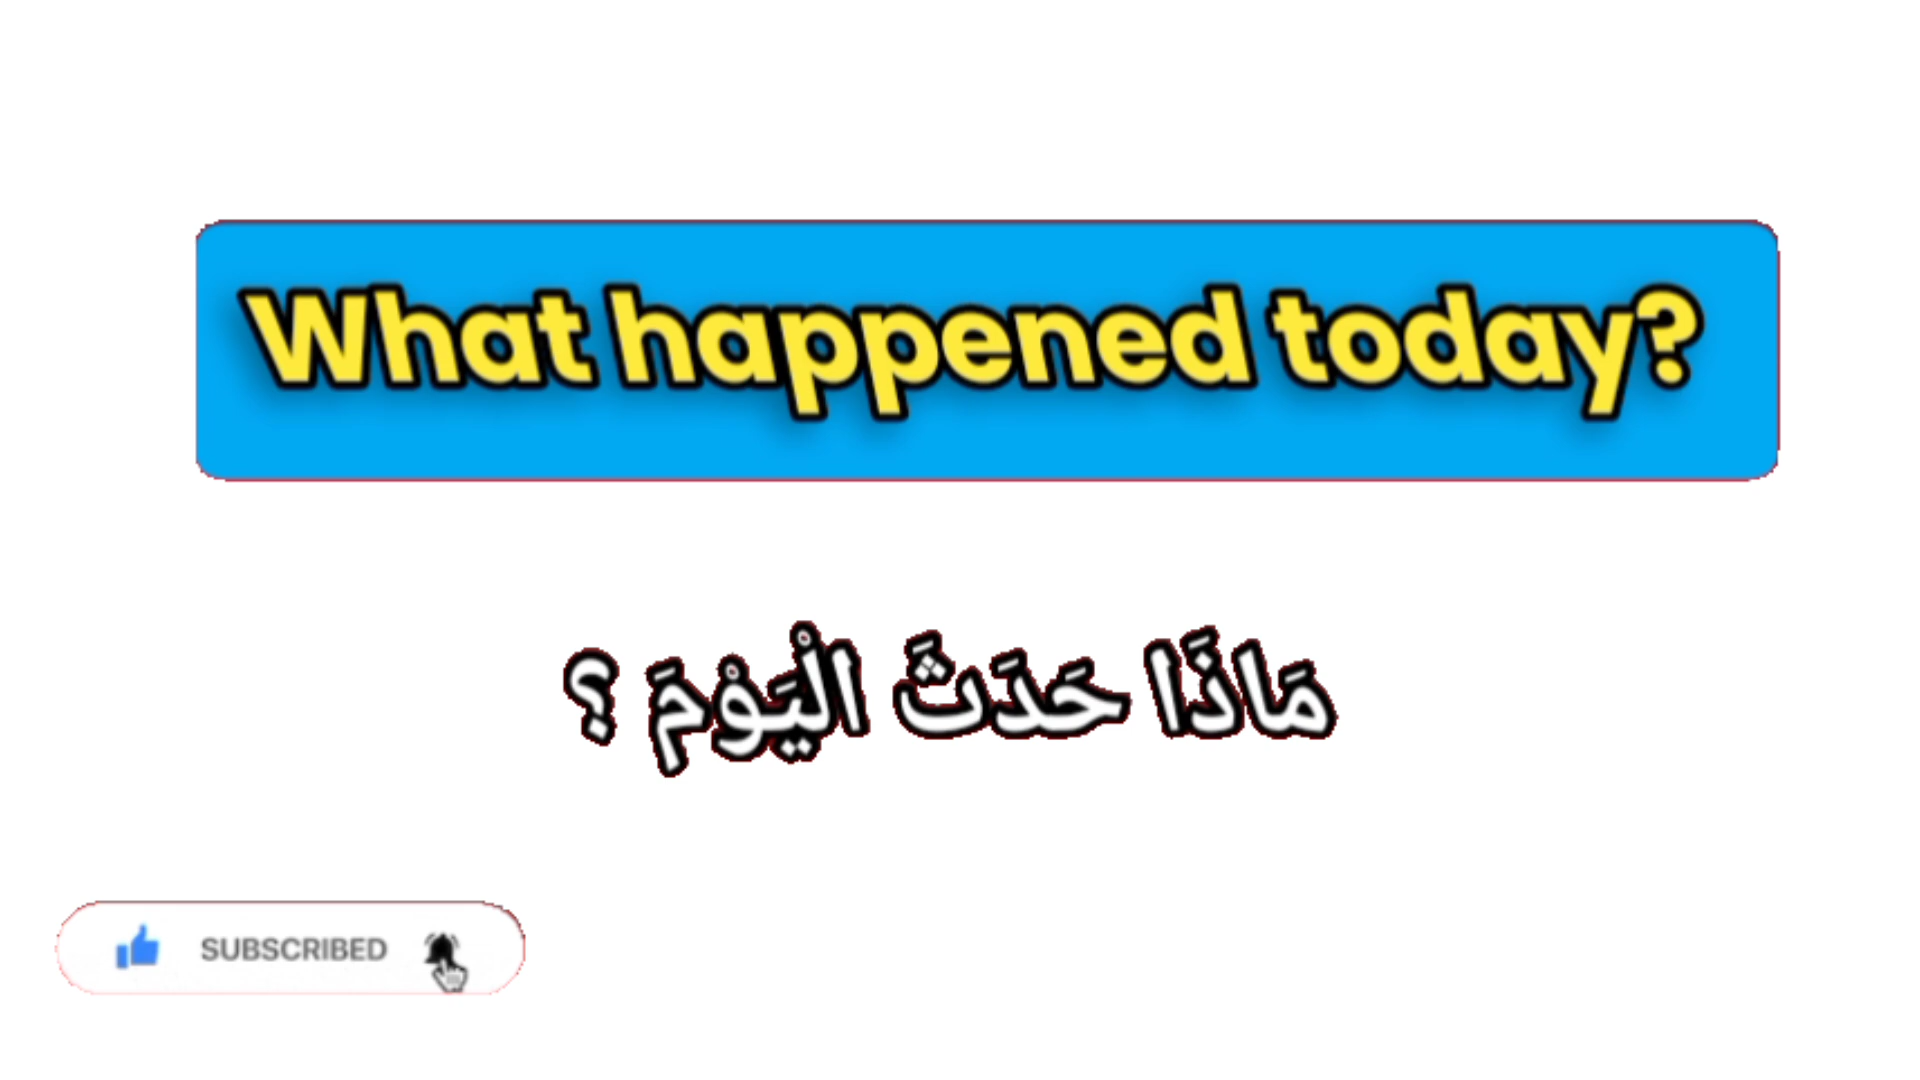 What happened today?
مَاذَا حَدَثَ الْيَوْمَ ؟
SUBSCRIBED